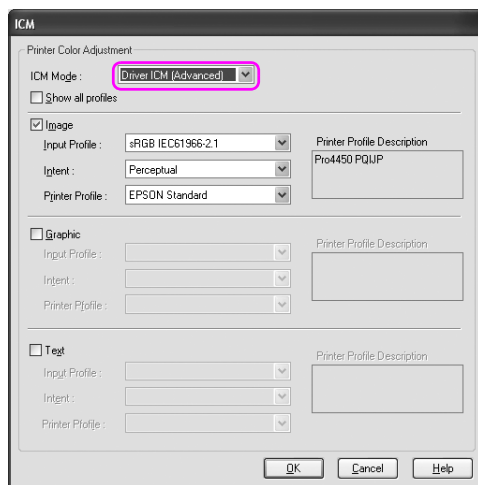 ICM
Printer Color Adjustment
ICM Mode : Driver ICM (Advanced)
Show all profiles
Image
Input Profile : sRGB IEC61966-2.1 Printer Profile Description
Pro4450 PQIJP
Intent : Perceptual
Printer Profile : EPSON Standard
Graphic
Input Profile : Printer Profile Description
Intent :
Printer Profile :
Text
Input Profile : Printer Profile Description
Intent :
Printer Profile :
OK Cancel Help